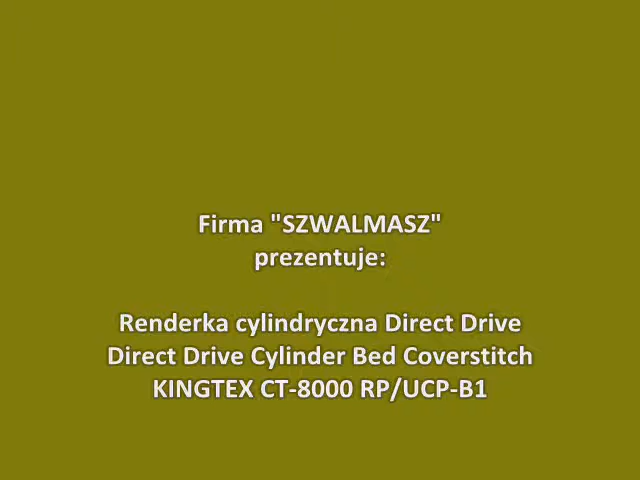 Firma "SZWALMASZ"
prezentuje:
Renderka cylindryczna Direct Drive
Direct Drive Cylinder Bed Coverstitch
KINGTEX CT-8000 RP/UCP-B1